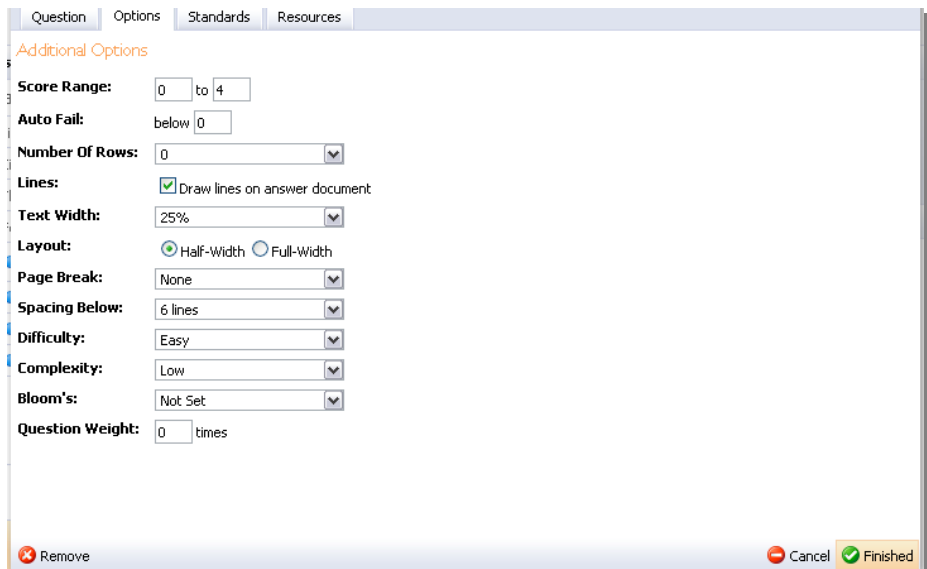 Question Options Standards Resources
Additional Options
Score Range: 0 to 4
Auto Fail: below 0
Number Of Rows: 0
Lines: Draw lines on answer document
Text Width: 25%
Layout: Half-Width Full-Width
Page Break: None
Spacing Below: 6 lines
Difficulty: Easy
Complexity: Low
Bloom's: Not Set
Question Weight: 0 times
Remove Cancel Finished